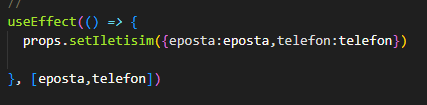 //
useEffect(() => {
  props.setIletisim({eposta:eposta,telefon:telefon})
}, [eposta,telefon])